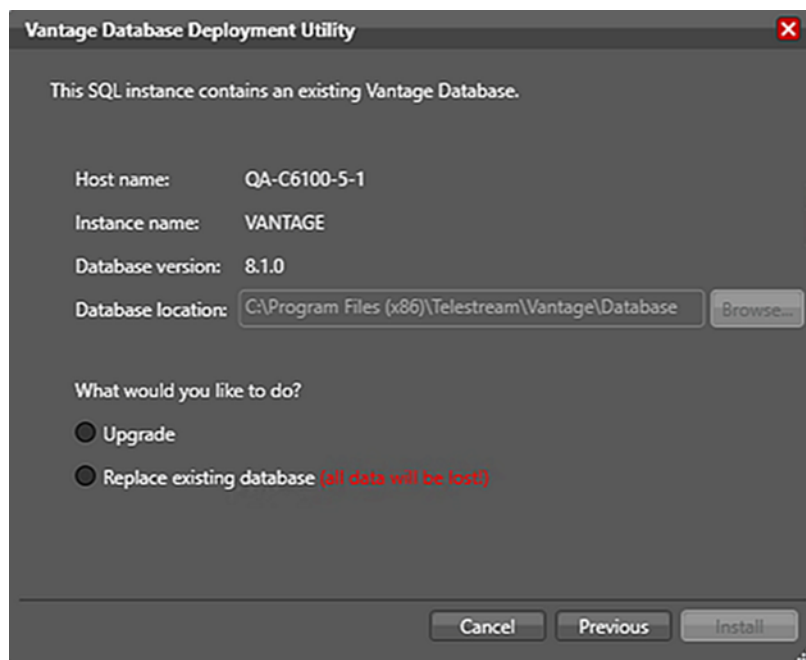 Vantage Database Deployment Utility
This SQL instance contains an existing Vantage Database.
Host name: QA-C6100-5-1
Instance name: VANTAGE
Database version: 8.1.0
Database location: C:\Program Files (x86)\Telestream\Vantage\Database Browse...
What would you like to do?
Upgrade
Replace existing database (all data will be lost!)
Cancel Previous Install